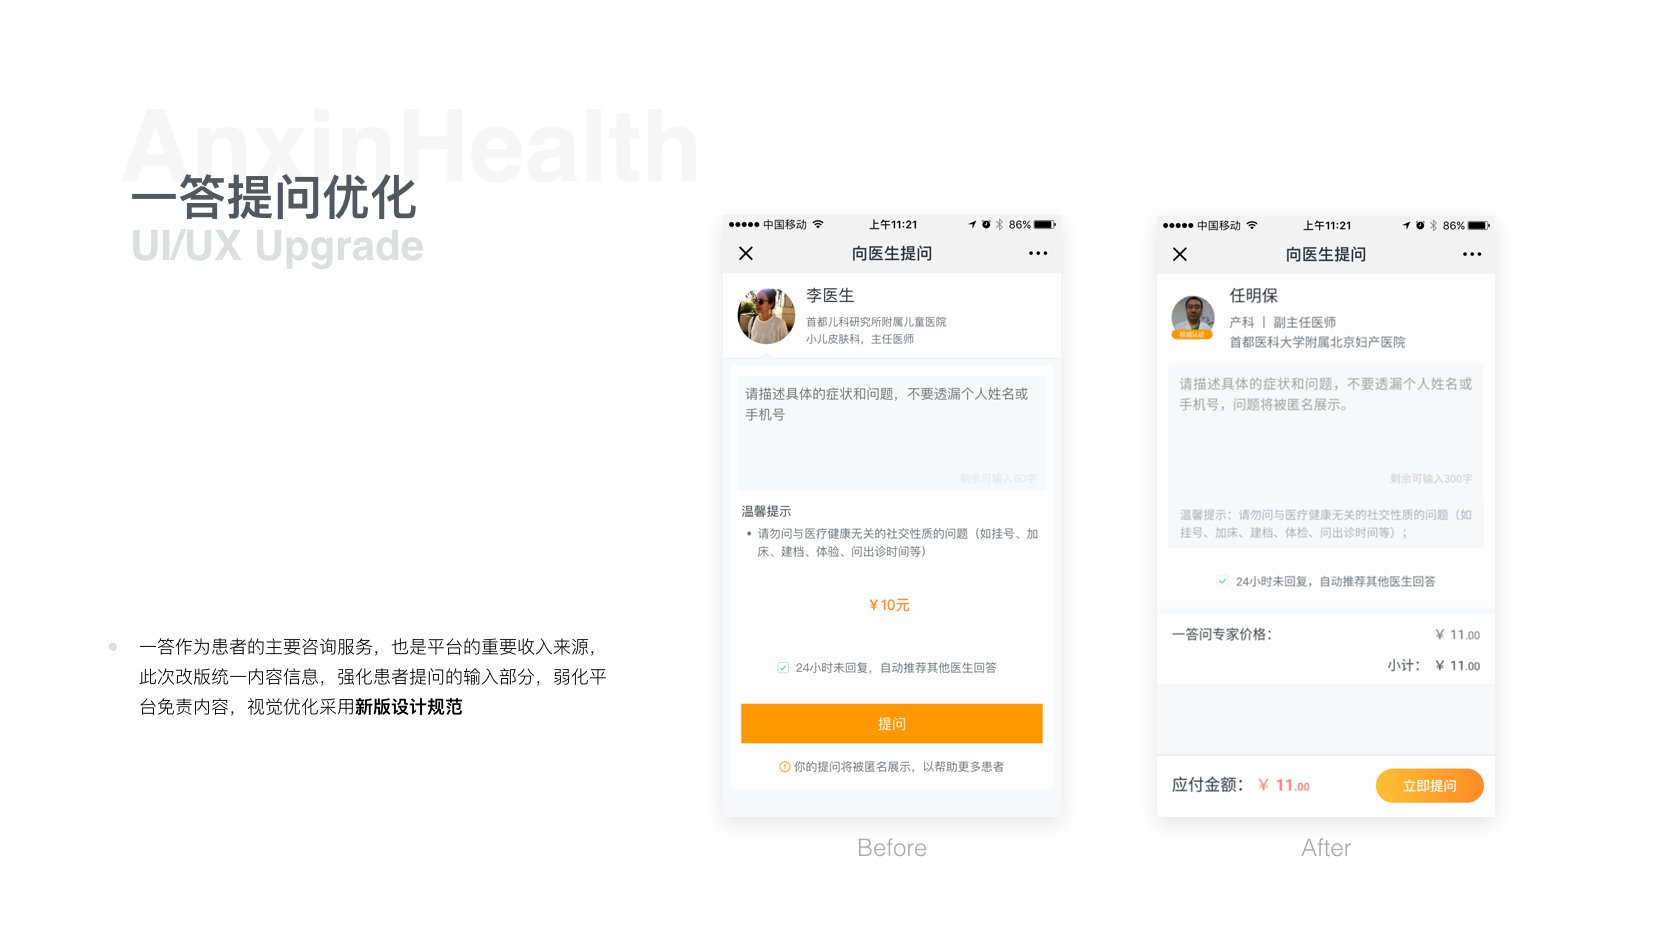 AnxinHealth
一答提问优化
UI/UX Upgrade
一答作为患者的主要咨询服务，也是平台的重要收入来源，
此次改版统一内容信息，强化患者提问的输入部分，弱化平
台免责内容，视觉优化采用新版设计规范
中国移动 上午11:21 86%
向医生提问
李医生
首都儿科研究所附属儿童医院
小儿皮肤科，主任医师
请描述具体的症状和问题，不要透漏个人姓名或
手机号
剩余可输入60字
温馨提示
• 请勿问与医疗健康无关的社交性质的问题（如挂号、加
床、建档、体验、问出诊时间等）
￥10元
24小时未回复，自动推荐其他医生回答
提问
你的提问将被匿名展示，以帮助更多患者
Before
中国移动 上午11:21 86%
向医生提问
任明保
权威认证
产科 | 副主任医师
首都医科大学附属北京妇产医院
请描述具体的症状和问题，不要透漏个人姓名或
手机号，问题将被匿名展示。
剩余可输入300字
温馨提示：请勿问与医疗健康无关的社交性质的问题（如
挂号、加床、建档、体检、问出诊时间等）；
24小时未回复，自动推荐其他医生回答
一答问专家价格： ￥ 11.00
小计： ￥ 11.00
应付金额： ￥ 11.00
立即提问
After